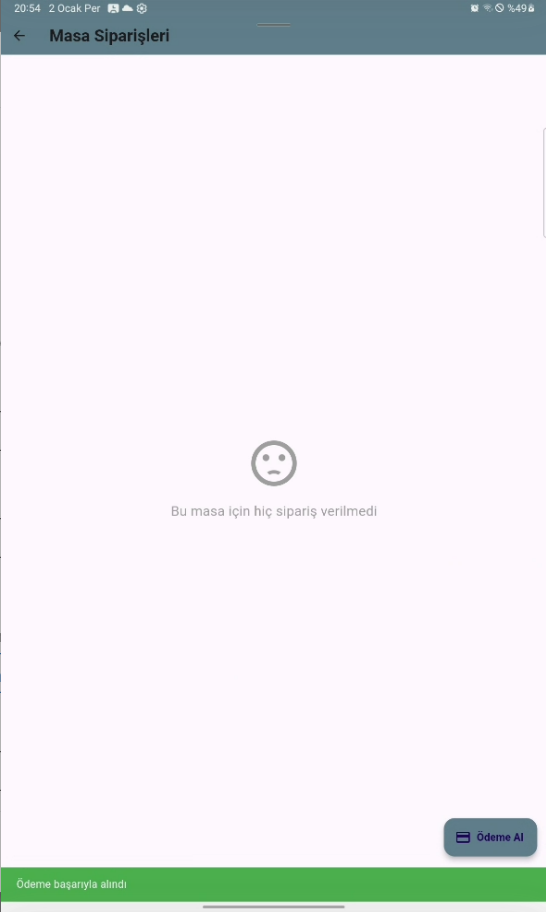 20:54 2 Ocak Per %49
Masa Siparişleri
Bu masa için hiç sipariş verilmedi
Ödeme Al
Ödeme başarıyla alındı